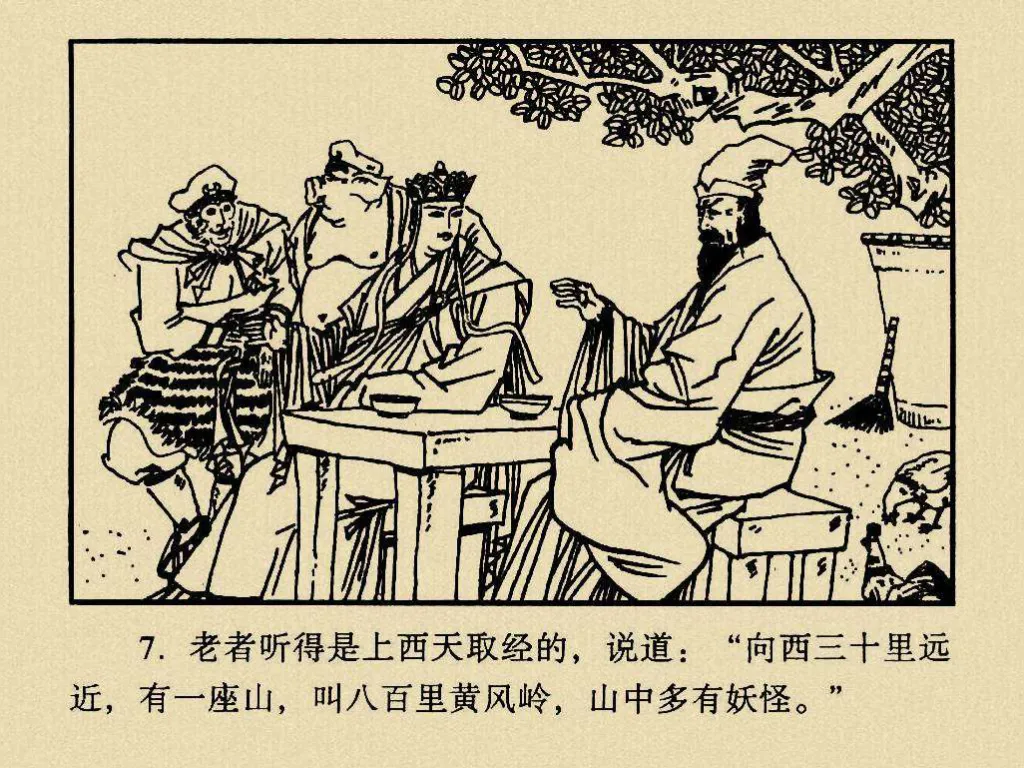 7. 老者听得是上西天取经的，说道：“向西三十里远
近，有一座山，叫八百里黄风岭，山中多有妖怪。”